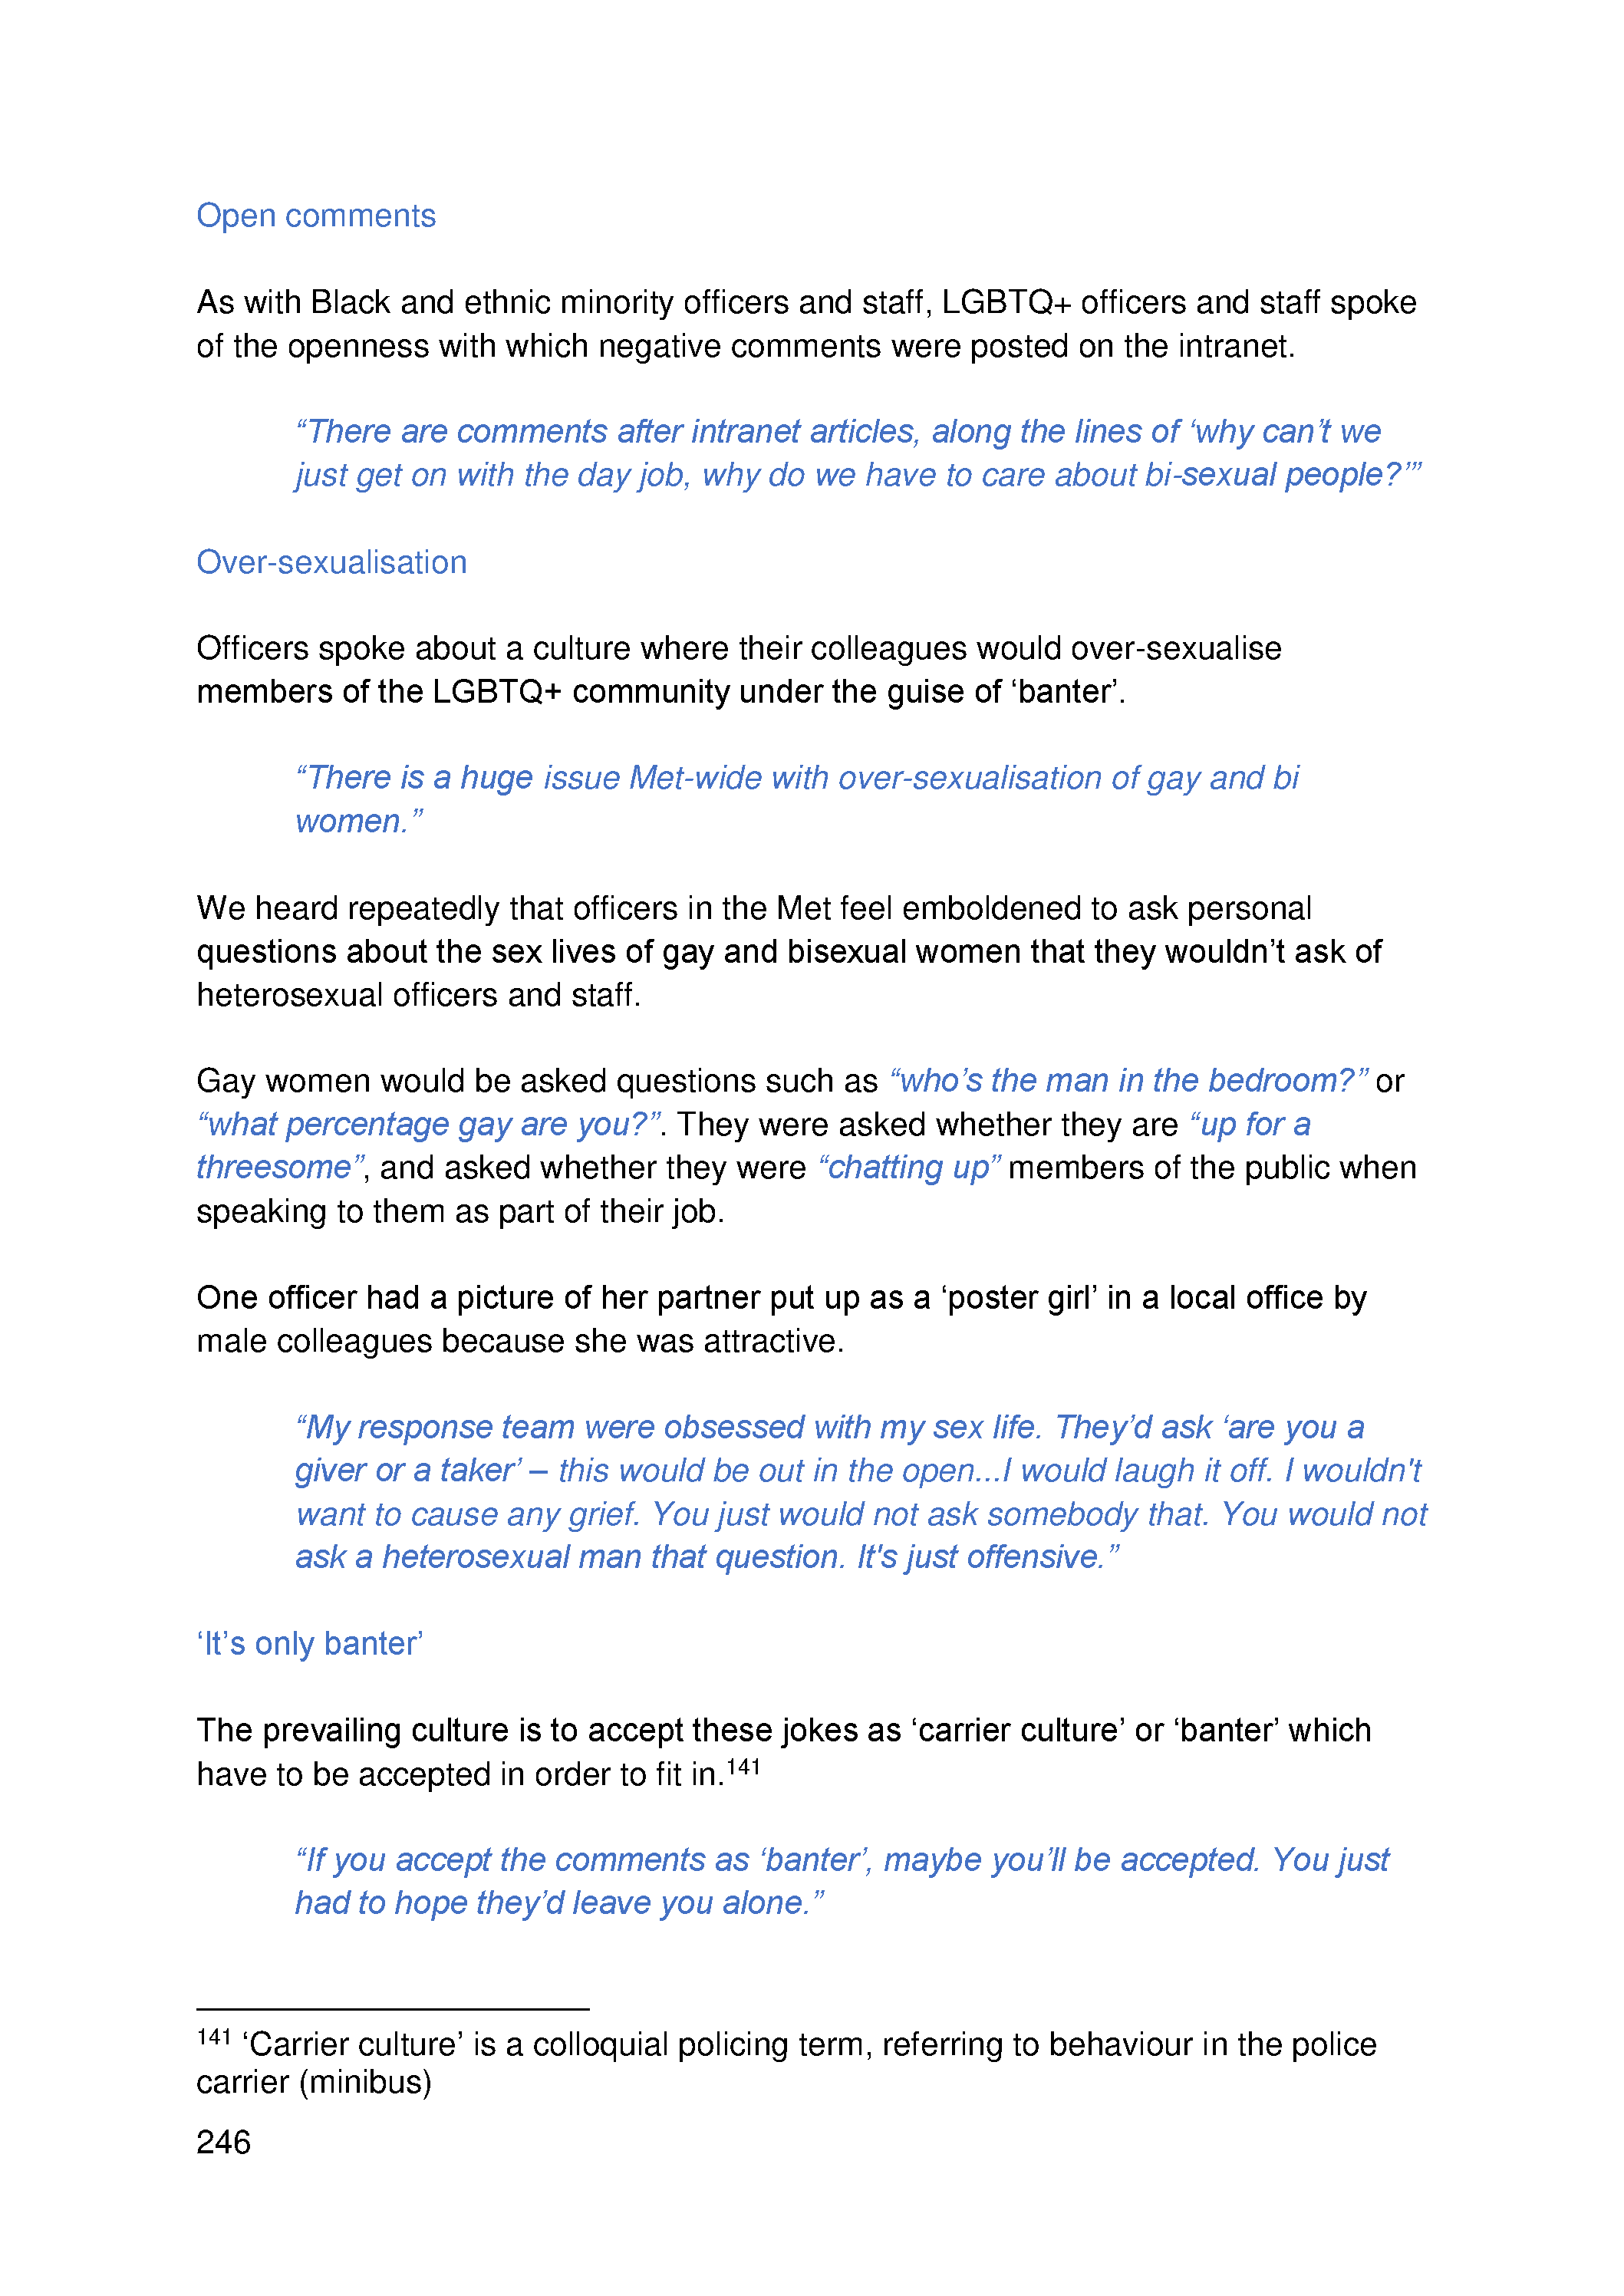 Open comments
As with Black and ethnic minority officers and staff, LGBTQ+ officers and staff spoke
of the openness with which negative comments were posted on the intranet.
“There are comments after intranet articles, along the lines of ‘why can’t we
just get on with the day job, why do we have to care about bi-sexual people?’”
Over-sexualisation
Officers spoke about a culture where their colleagues would over-sexualise
members of the LGBTQ+ community under the guise of ‘banter’.
“There is a huge issue Met-wide with over-sexualisation of gay and bi
women.”
We heard repeatedly that officers in the Met feel emboldened to ask personal
questions about the sex lives of gay and bisexual women that they wouldn’t ask of
heterosexual officers and staff.
Gay women would be asked questions such as “who’s the man in the bedroom?” or
“what percentage gay are you?”. They were asked whether they are “up for a
threesome”, and asked whether they were “chatting up” members of the public when
speaking to them as part of their job.
One officer had a picture of her partner put up as a ‘poster girl’ in a local office by
male colleagues because she was attractive.
“My response team were obsessed with my sex life. They’d ask ‘are you a
giver or a taker’ – this would be out in the open...I would laugh it off. I wouldn't
want to cause any grief. You just would not ask somebody that. You would not
ask a heterosexual man that question. It's just offensive.”
‘It’s only banter’
The prevailing culture is to accept these jokes as ‘carrier culture’ or ‘banter’ which
have to be accepted in order to fit in.141
“If you accept the comments as ‘banter’, maybe you’ll be accepted. You just
had to hope they’d leave you alone.”
141 ‘Carrier culture’ is a colloquial policing term, referring to behaviour in the police
carrier (minibus)
246